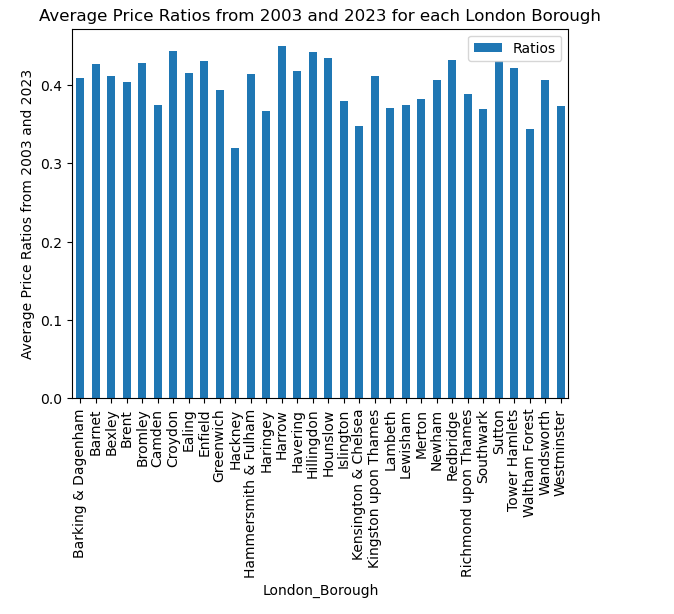 Average Price Ratios from 2003 and 2023 for each London Borough
Ratios
Average Price Ratios from 2003 and 2023
0.4
0.3
0.2
0.1
0.0
Barking & Dagenham
Barnet
Bexley
Brent
Bromley
Camden
Croydon
Ealing
Enfield
Greenwich
Hackney
Hammersmith & Fulham
Haringey
Harrow
Havering
Hillingdon
Hounslow
Islington
Kensington & Chelsea
Kingston upon Thames
Lambeth
Lewisham
Merton
Newham
Redbridge
Richmond upon Thames
Southwark
Sutton
Tower Hamlets
Waltham Forest
Wandsworth
Westminster
London_Borough